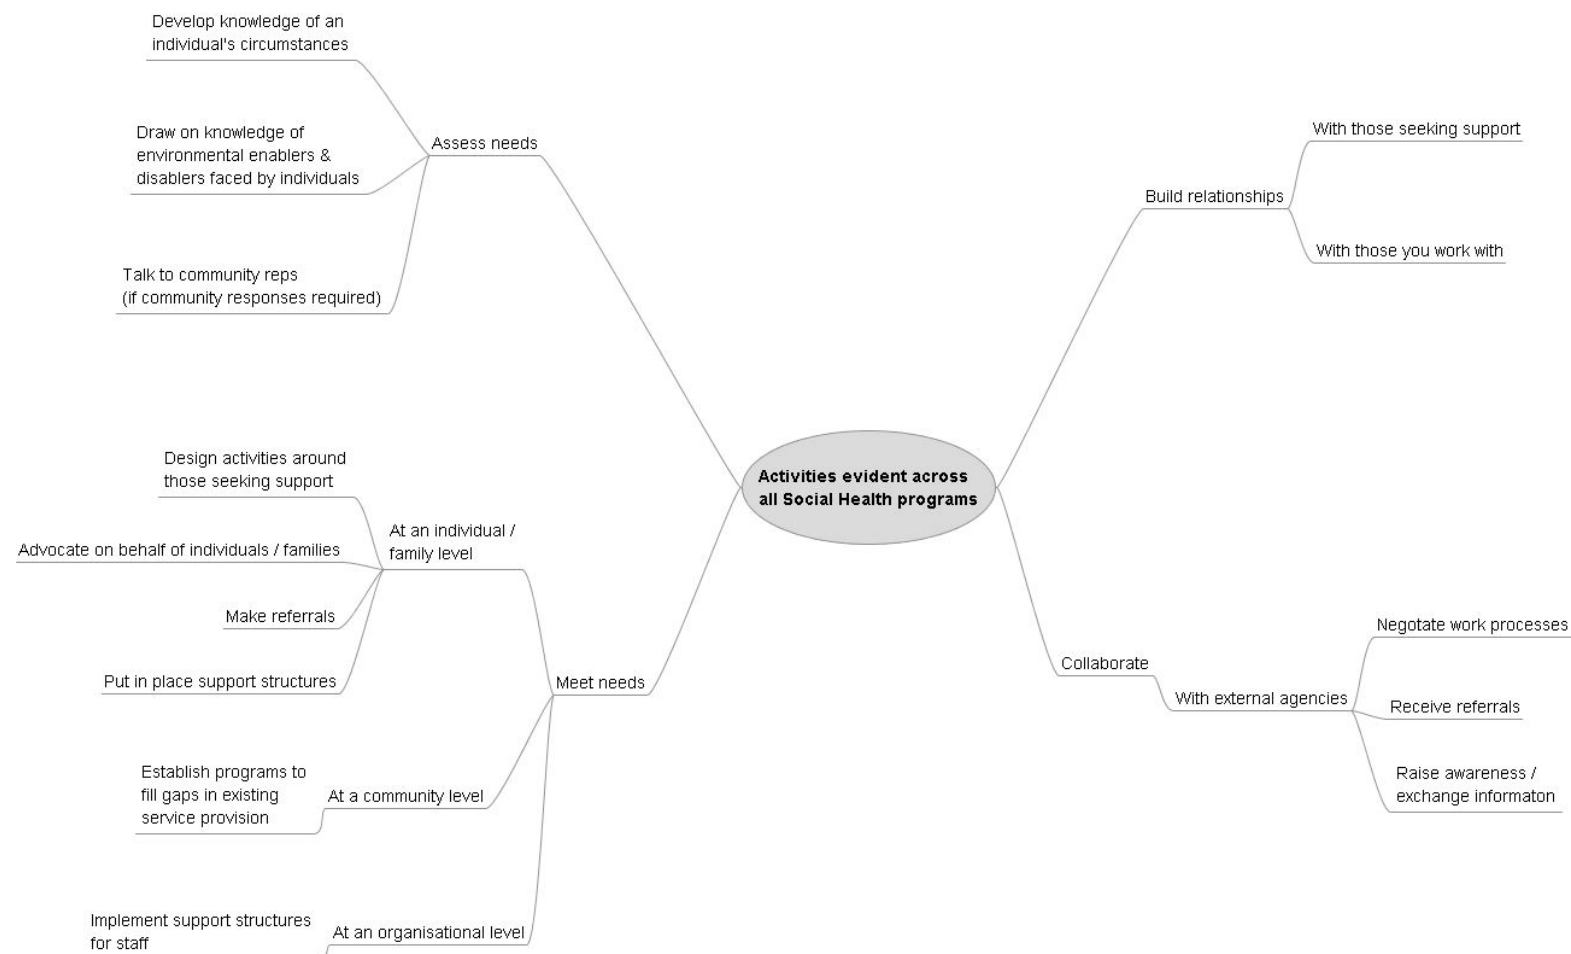 Develop knowledge of an
individual's circumstances
Draw on knowledge of
environmental enablers &
disablers faced by individuals
Talk to community reps
(if community responses required)
Assess needs
Design activities around
those seeking support
Advocate on behalf of individuals / families
Make referrals
Put in place support structures
At an individual /
family level
Establish programs to
fill gaps in existing
service provision
At a community level
Implement support structures
for staff
At an organisational level
Meet needs
Activities evident across
all Social Health programs
Build relationships
With those seeking support
With those you work with
Collaborate
With external agencies
Negotate work processes
Receive referrals
Raise awareness /
exchange informaton